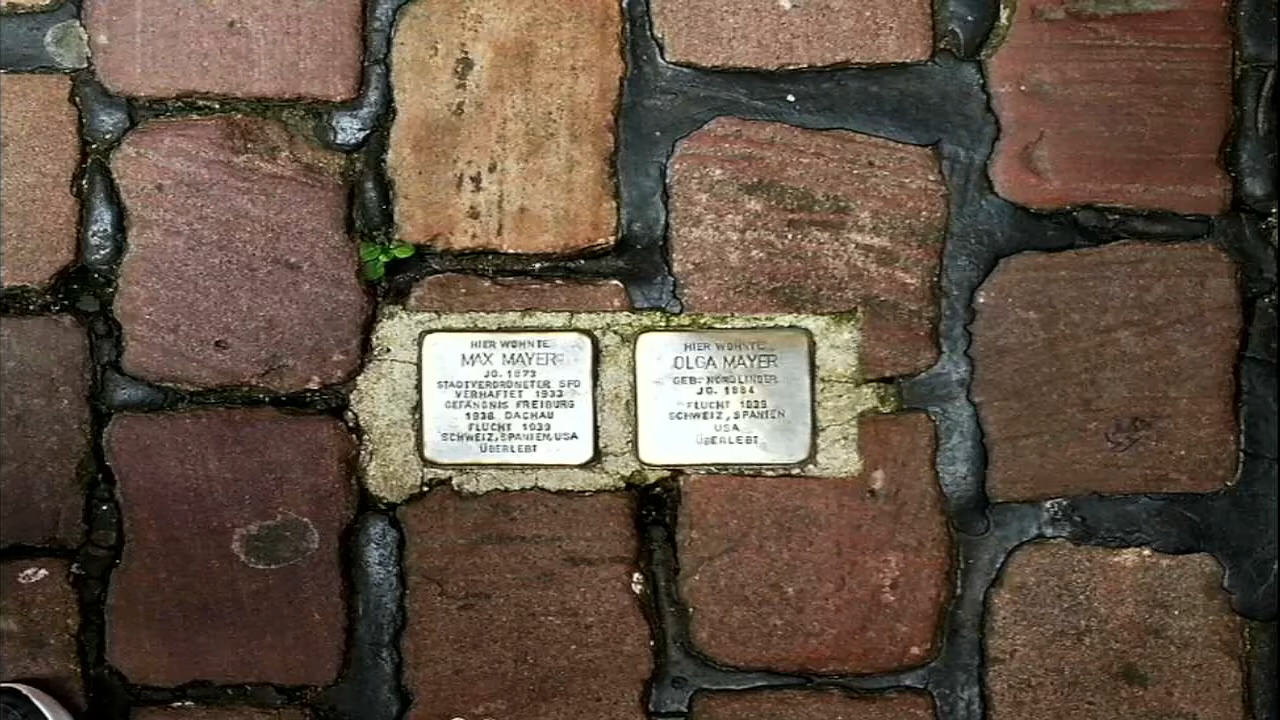 HIER WOHNTE
MAX MAYER
JG. 1873
STADTVERORDNETER SPD
VERHAFTET 1933
GEFÄNGNIS FREIBURG
1938 DACHAU
FLUCHT 1939
SCHWEIZ, SPANIEN, USA
ÜBERLEBT
HIER WOHNTE
OLGA MAYER
GEB. NÖRDLINGER
JG. 1884
FLUCHT 1939
SCHWEIZ, SPANIEN
USA
ÜBERLEBT